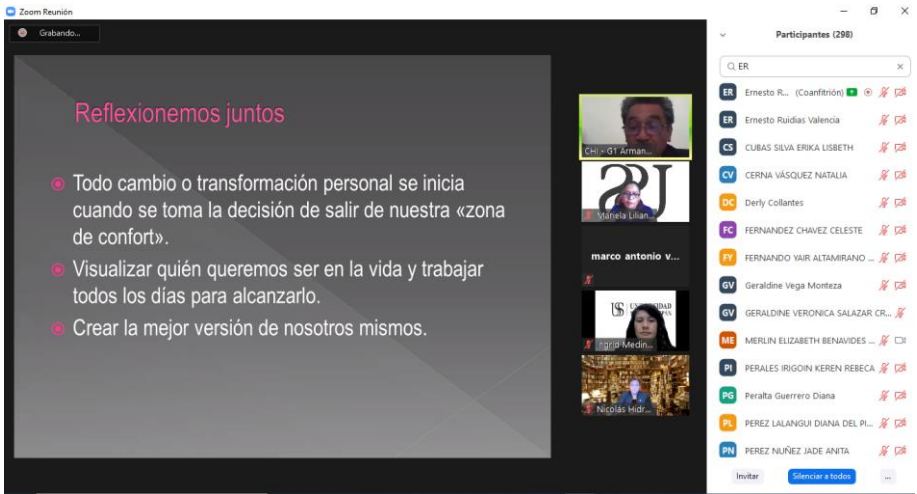 Zoom Reunión
Grabando...
Reflexionemos juntos
Todo cambio o transformación personal se inicia
cuando se toma la decisión de salir de nuestra «zona
de confort».
Visualizar quién queremos ser en la vida y trabajar
todos los días para alcanzarlo.
Crear la mejor versión de nosotros mismos.
CHI - G1 Arman...
Mariela Lilian...
marco antonio v...
USS
Ingrid Medin...
Nicolás Hidr...
Participantes (298)
ER
ER Ernesto R... (Coanfitrión)
ER Ernesto Ruidias Valencia
CS CUBAS SILVA ERIKA LISBETH
CV CERNA VÁSQUEZ NATALIA
DC Derly Collantes
FC FERNANDEZ CHAVEZ CELESTE
FY FERNANDO YAIR ALTAMIRANO ...
GV Geraldine Vega Monteza
GV GERALDINE VERONICA SALAZAR CR...
ME MERLIN ELIZABETH BENAVIDES ...
PI PERALES IRIGOIN KEREN REBECA
PG Peralta Guerrero Diana
PL PEREZ LALANGUI DIANA DEL PI...
PN PEREZ NUÑEZ JADE ANITA
Invitar Silenciar a todos ...